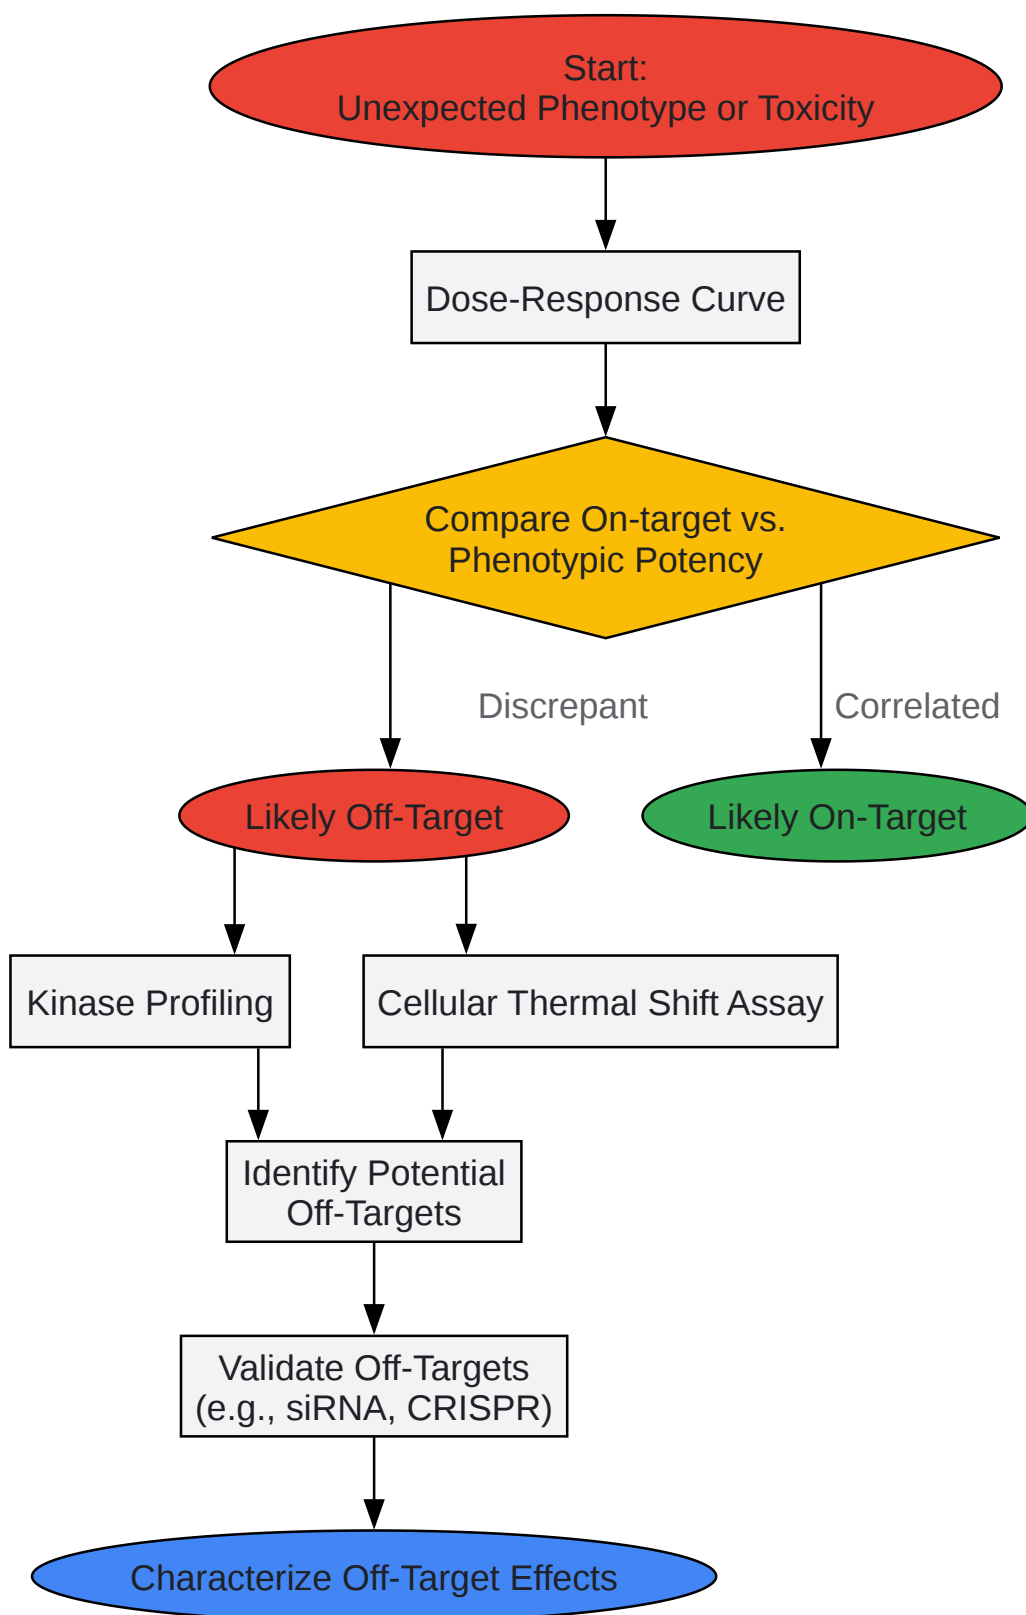 Start:
Unexpected Phenotype or Toxicity
Dose-Response Curve
Compare On-target vs.
Phenotypic Potency
Discrepant
Correlated
Likely Off-Target
Likely On-Target
Kinase Profiling
Cellular Thermal Shift Assay
Identify Potential
Off-Targets
Validate Off-Targets
(e.g., siRNA, CRISPR)
Characterize Off-Target Effects